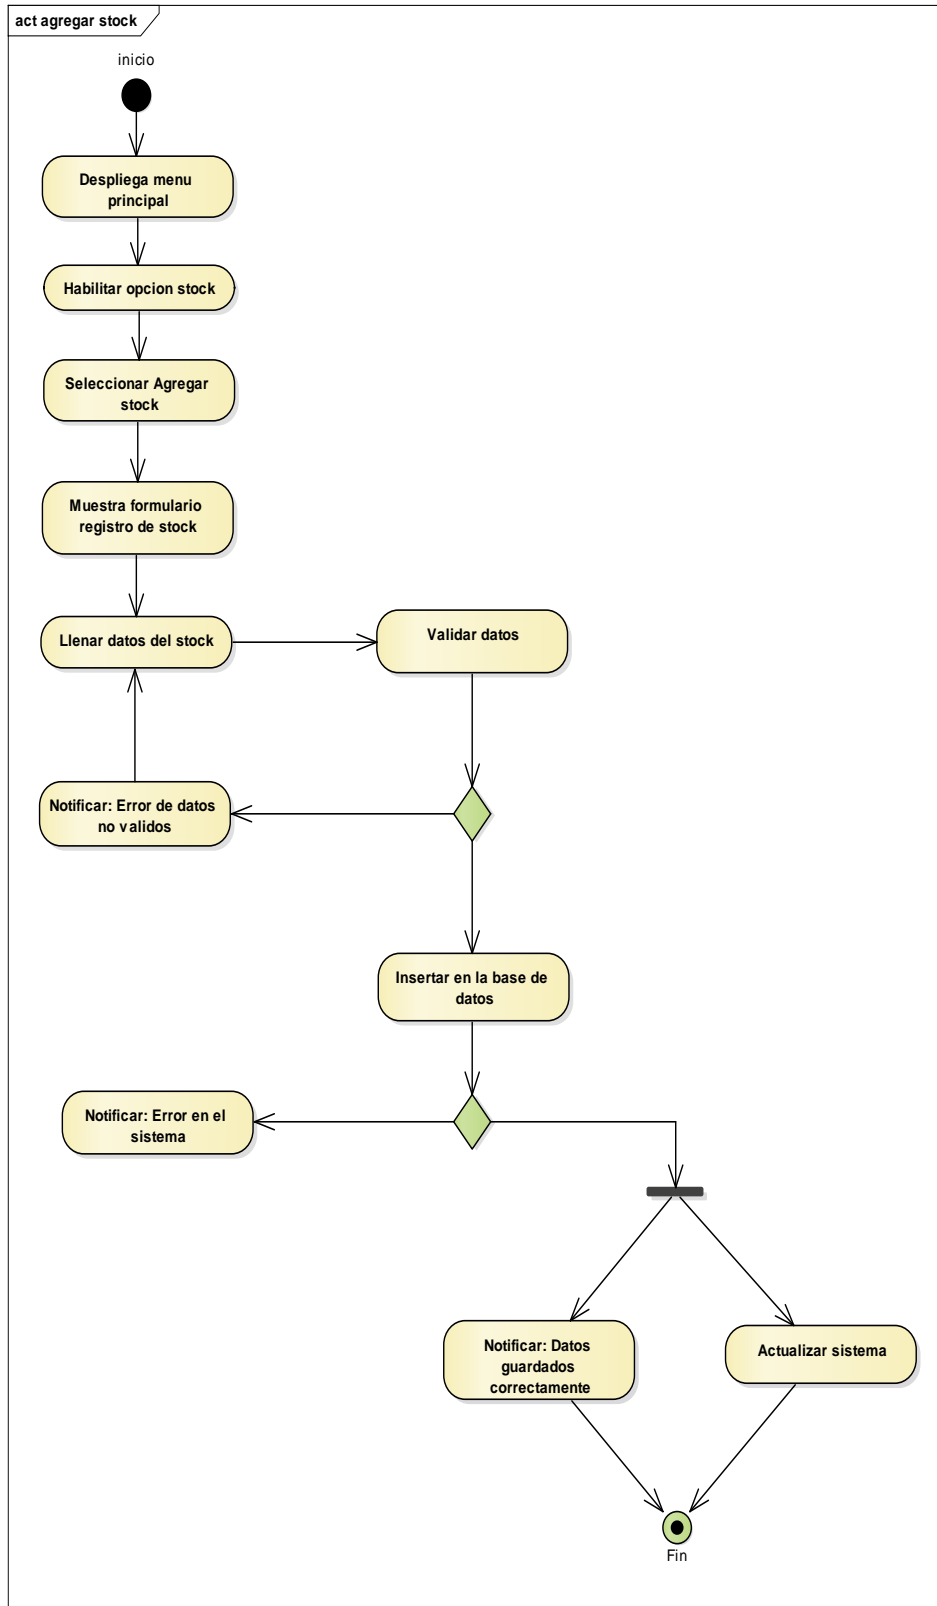 act agregar stock
inicio
Despliega menu
principal
Habilitar opcion stock
Seleccionar Agregar
stock
Muestra formulario
registro de stock
Llenar datos del stock
Validar datos
Notificar: Error de datos
no validos
Insertar en la base de
datos
Notificar: Error en el
sistema
Notificar: Datos
guardados
correctamente
Actualizar sistema
Fin